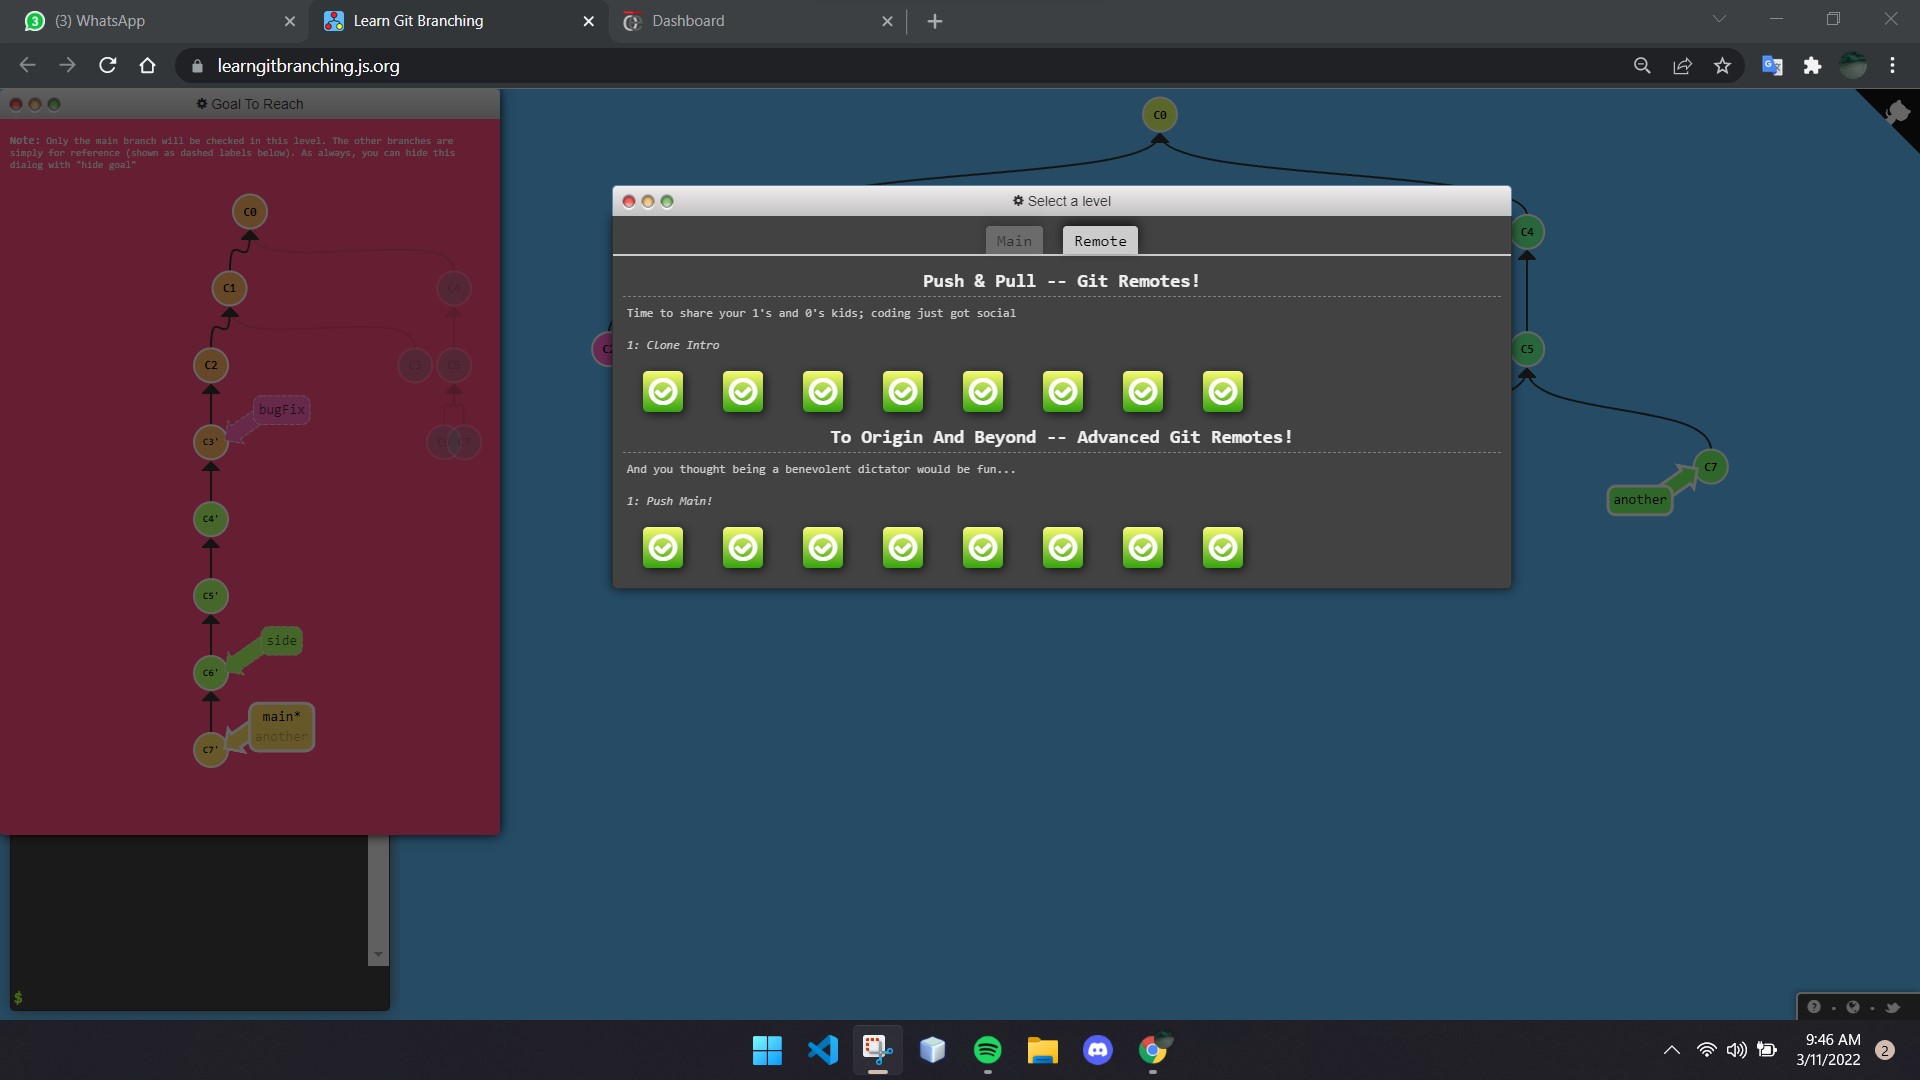 (3) WhatsApp
Learn Git Branching
Dashboard
learngitbranching.js.org
Goal To Reach
Note: Only the main branch will be checked in this level. The other branches are
simply for reference (shown as dashed labels below). As always, you can hide this
dialog with "hide goal"
C0
C1
C2
bugFix
C3'
C4'
C5'
side
C6'
main*
another
C7'
$
C0
C4
C5
C7
another
Select a level
Main
Remote
Push & Pull -- Git Remotes!
Time to share your 1's and 0's kids; coding just got social
1: Clone Intro
To Origin And Beyond -- Advanced Git Remotes!
And you thought being a benevolent dictator would be fun...
1: Push Main!
9:46 AM
3/11/2022
2